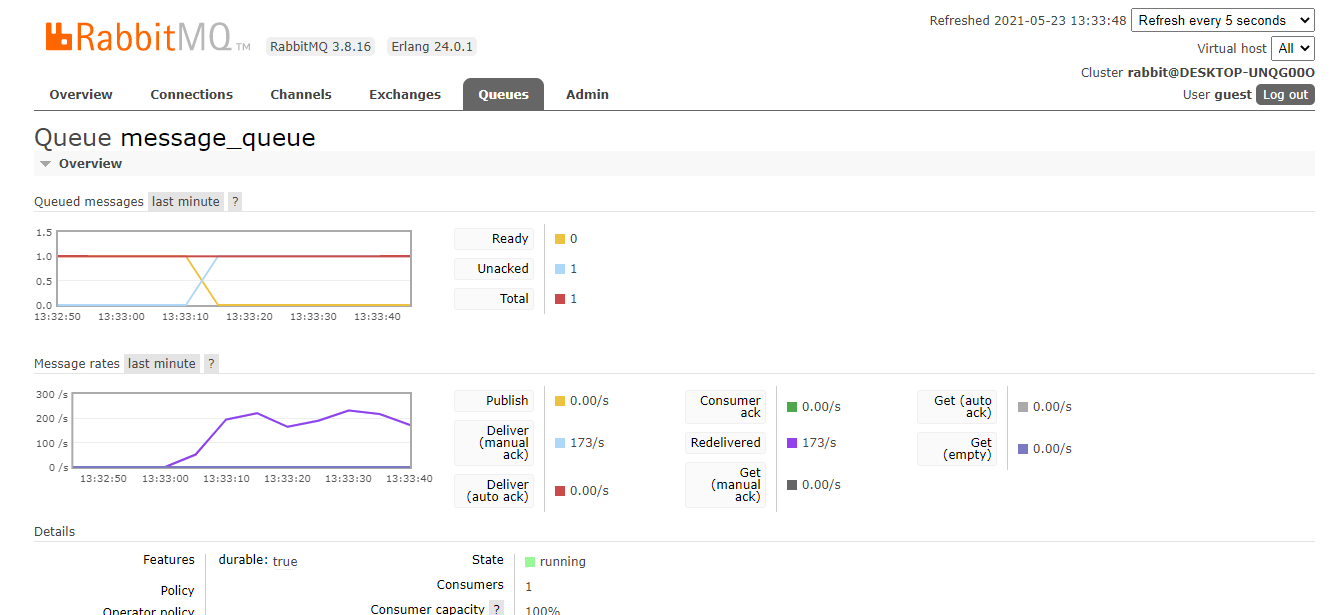 RabbitMQ TM RabbitMQ 3.8.16 Erlang 24.0.1
Refreshed 2021-05-23 13:33:48 Refresh every 5 seconds
Virtual host All
Cluster rabbit@DESKTOP-UNQG00O
User guest Log out
Overview Connections Channels Exchanges Queues Admin
Queue message_queue
Overview
Queued messages last minute ?
1.5
1.0
0.5
0.0
13:32:50 13:33:00 13:33:10 13:33:20 13:33:30 13:33:40
Ready 0
Unacked 1
Total 1
Message rates last minute ?
300 /s
200 /s
100 /s
0 /s
13:32:50 13:33:00 13:33:10 13:33:20 13:33:30 13:33:40
Publish 0.00/s
Deliver
(manual 173/s
ack)
Deliver
(auto ack) 0.00/s
Consumer
ack 0.00/s
Redelivered 173/s
Get
(manual 0.00/s
ack)
Get (auto
ack) 0.00/s
Get
(empty) 0.00/s
Details
Features durable: true
Policy
Operator policy
State running
Consumers 1
Consumer capacity ? 100%